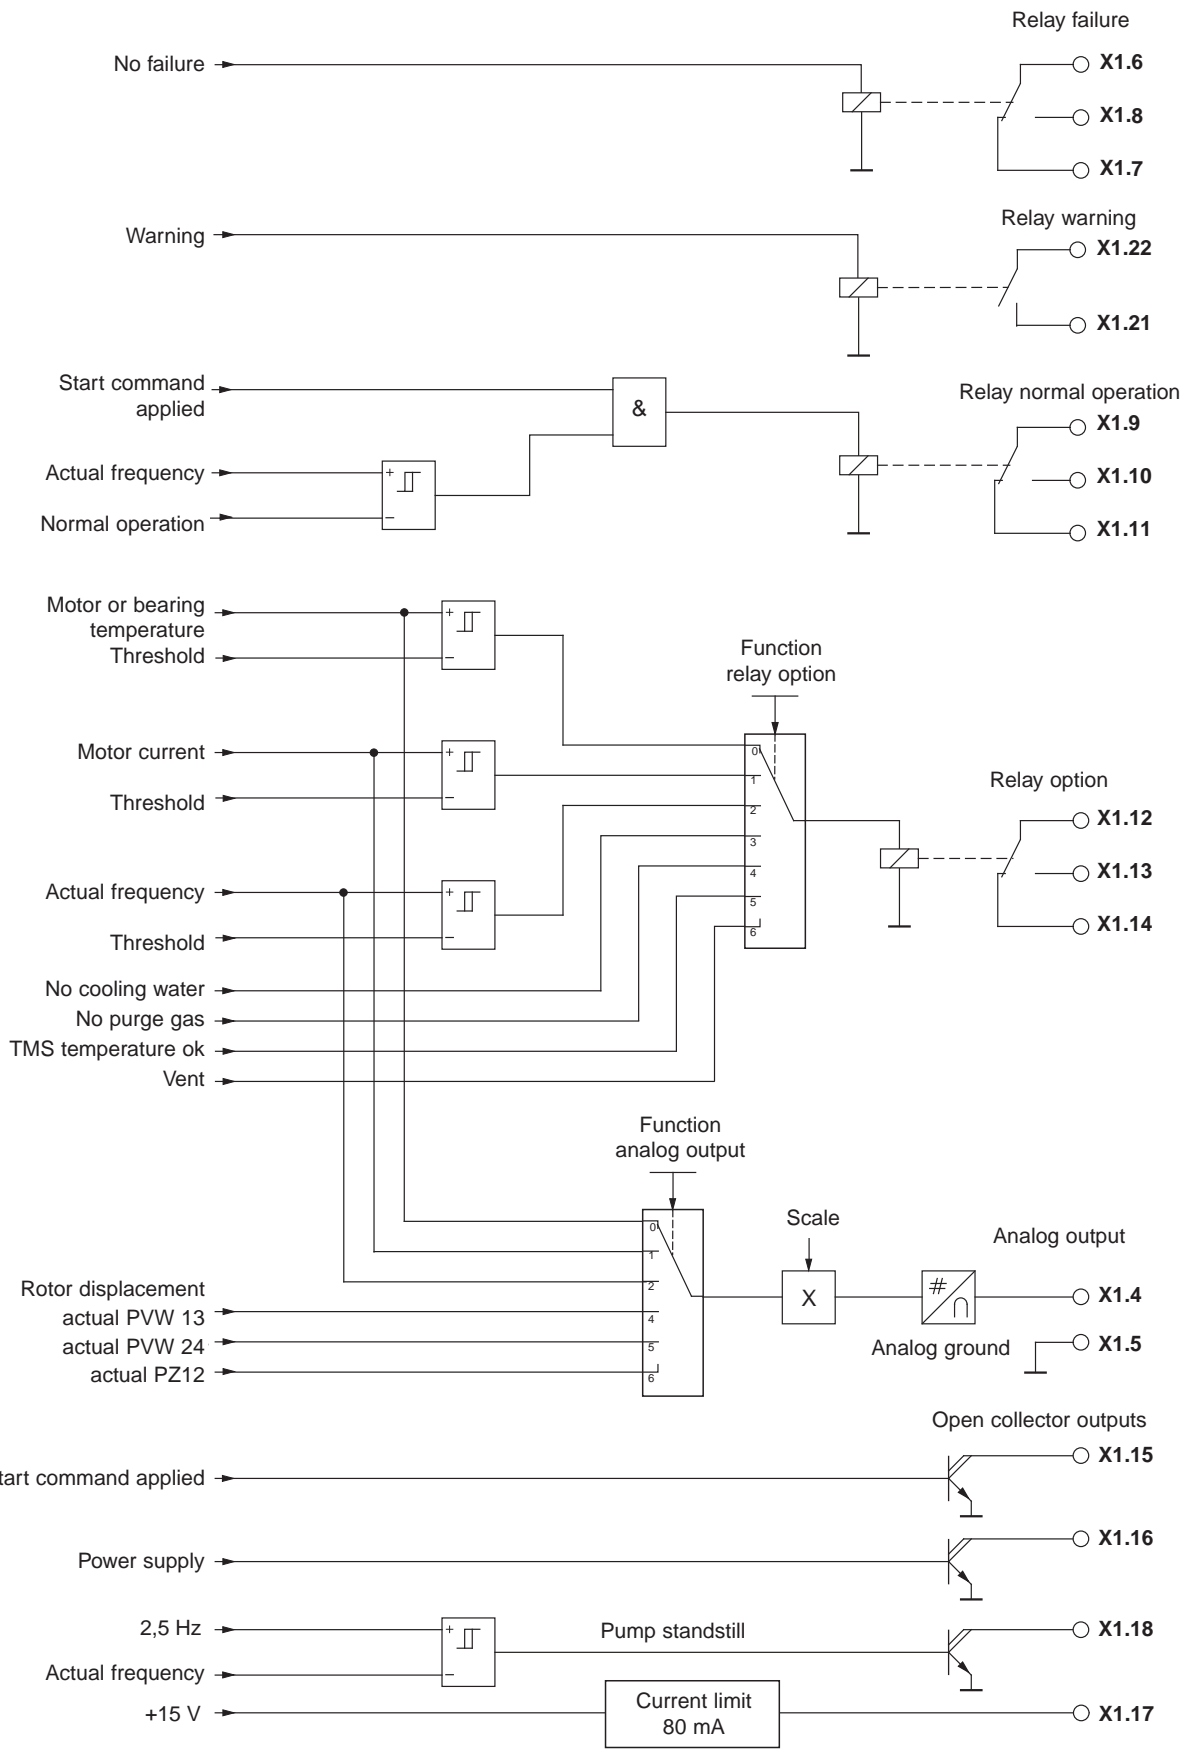 Relay failure
No failure
X1.6
X1.8
X1.7
Relay warning
Warning
X1.22
X1.21
Start command
applied
&
Relay normal operation
X1.9
Actual frequency
+
X1.10
Normal operation
−
X1.11
Motor or bearing
temperature
+
Threshold
−
Function
relay option
Motor current
+
0
1
Relay option
Threshold
−
2
X1.12
3
4
X1.13
Actual frequency
+
5
X1.14
6
Threshold
−
No cooling water
No purge gas
TMS temperature ok
Vent
Function
analog output
0
Scale
Analog output
1
Rotor displacement
2
X
#
∩
X1.4
actual PVW 13
4
actual PVW 24
5
Analog ground
X1.5
actual PZ12
6
Open collector outputs
X1.15
tart command applied
X1.16
Power supply
2,5 Hz
+
Pump standstill
X1.18
Actual frequency
−
+15 V
Current limit
80 mA
X1.17